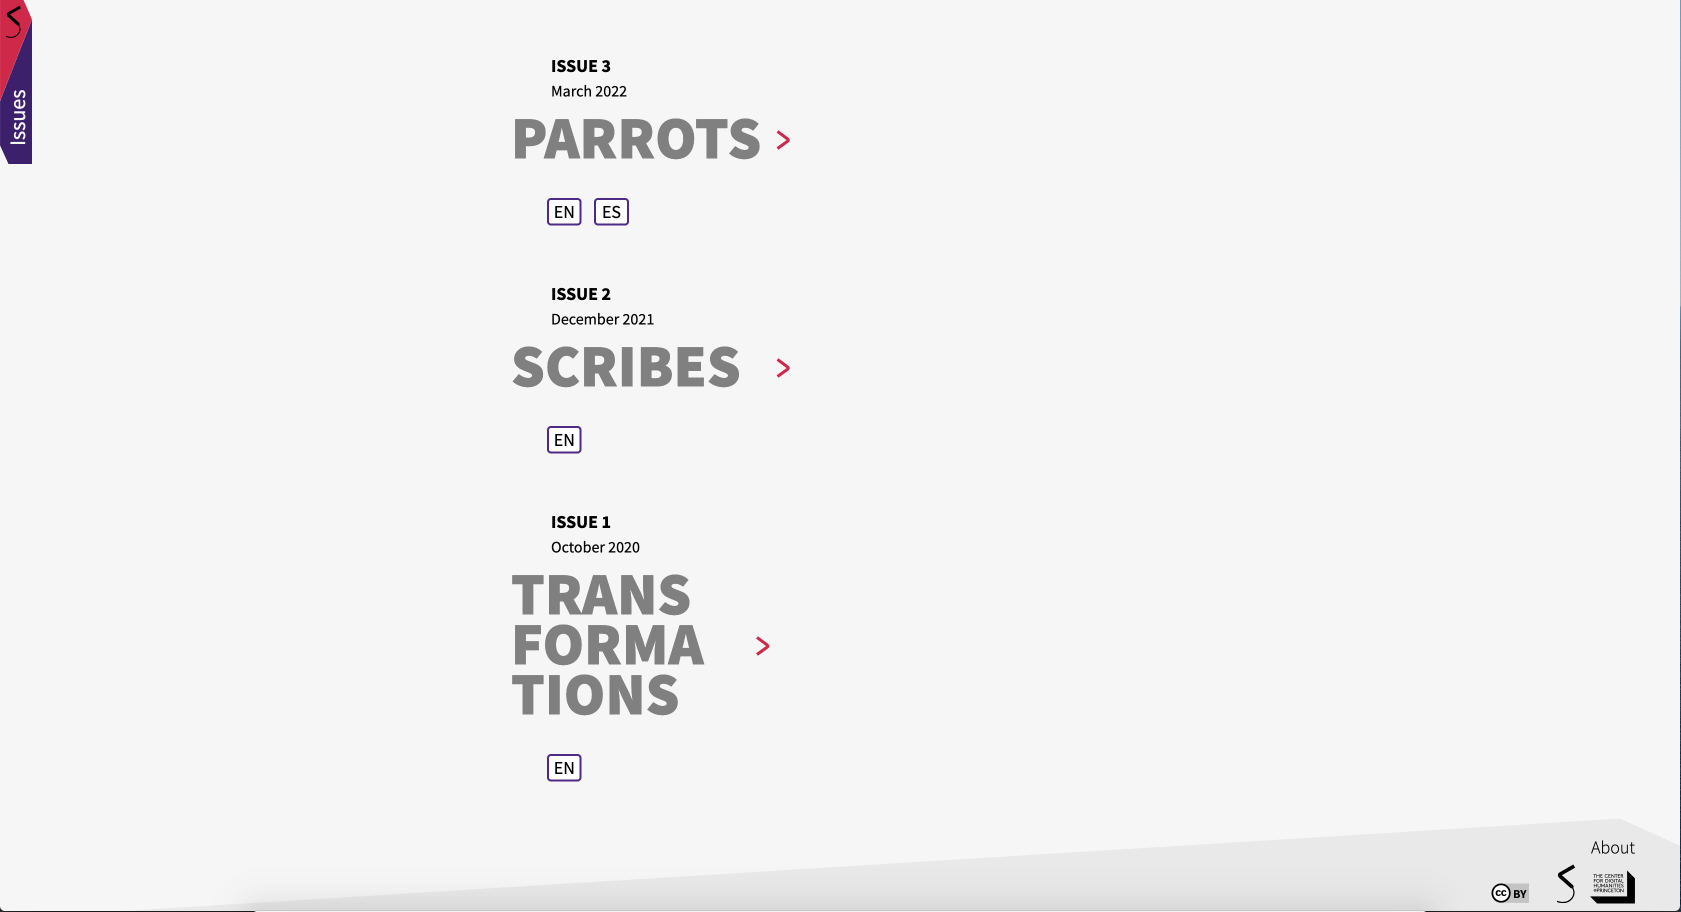 S
Issues
ISSUE 3
March 2022
PARROTS >
EN ES
ISSUE 2
December 2021
SCRIBES >
EN
ISSUE 1
October 2020
TRANS
FORMA >
TIONS
EN
About
CC BY
S
THE CENTER
FOR DIGITAL
HUMANITIES
@PRINCETON